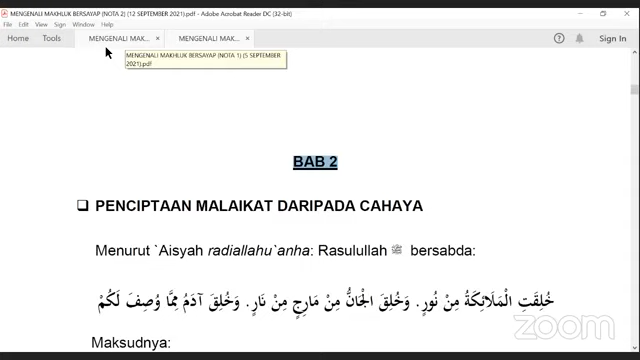 MENGENALI MAKHLUK BERSAYAP (NOTA 2) (12 SEPTEMBER 2021).pdf - Adobe Acrobat Reader DC (32-bit)
File Edit View Sign Window Help
Home Tools MENGENALI MAK... × MENGENALI MAK... × Sign In
MENGENALI MAKHLUK BERSAYAP (NOTA 1) (5 SEPTEMBER
2021).pdf
BAB 2
PENCIPTAAN MALAIKAT DARIPADA CAHAYA
Menurut `Aisyah radiallahu`anha: Rasulullah ﷺ bersabda:
خُلِقَتِ الْمَلَائِكَةُ مِنْ نُورٍ. وَخُلِقَ الْجَانُّ مِنْ مَارِجٍ مِنْ نَارٍ. وَخُلِقَ آدَمُ مِمَّا وُصِفَ لَكُمْ
zoom
Maksudnya: